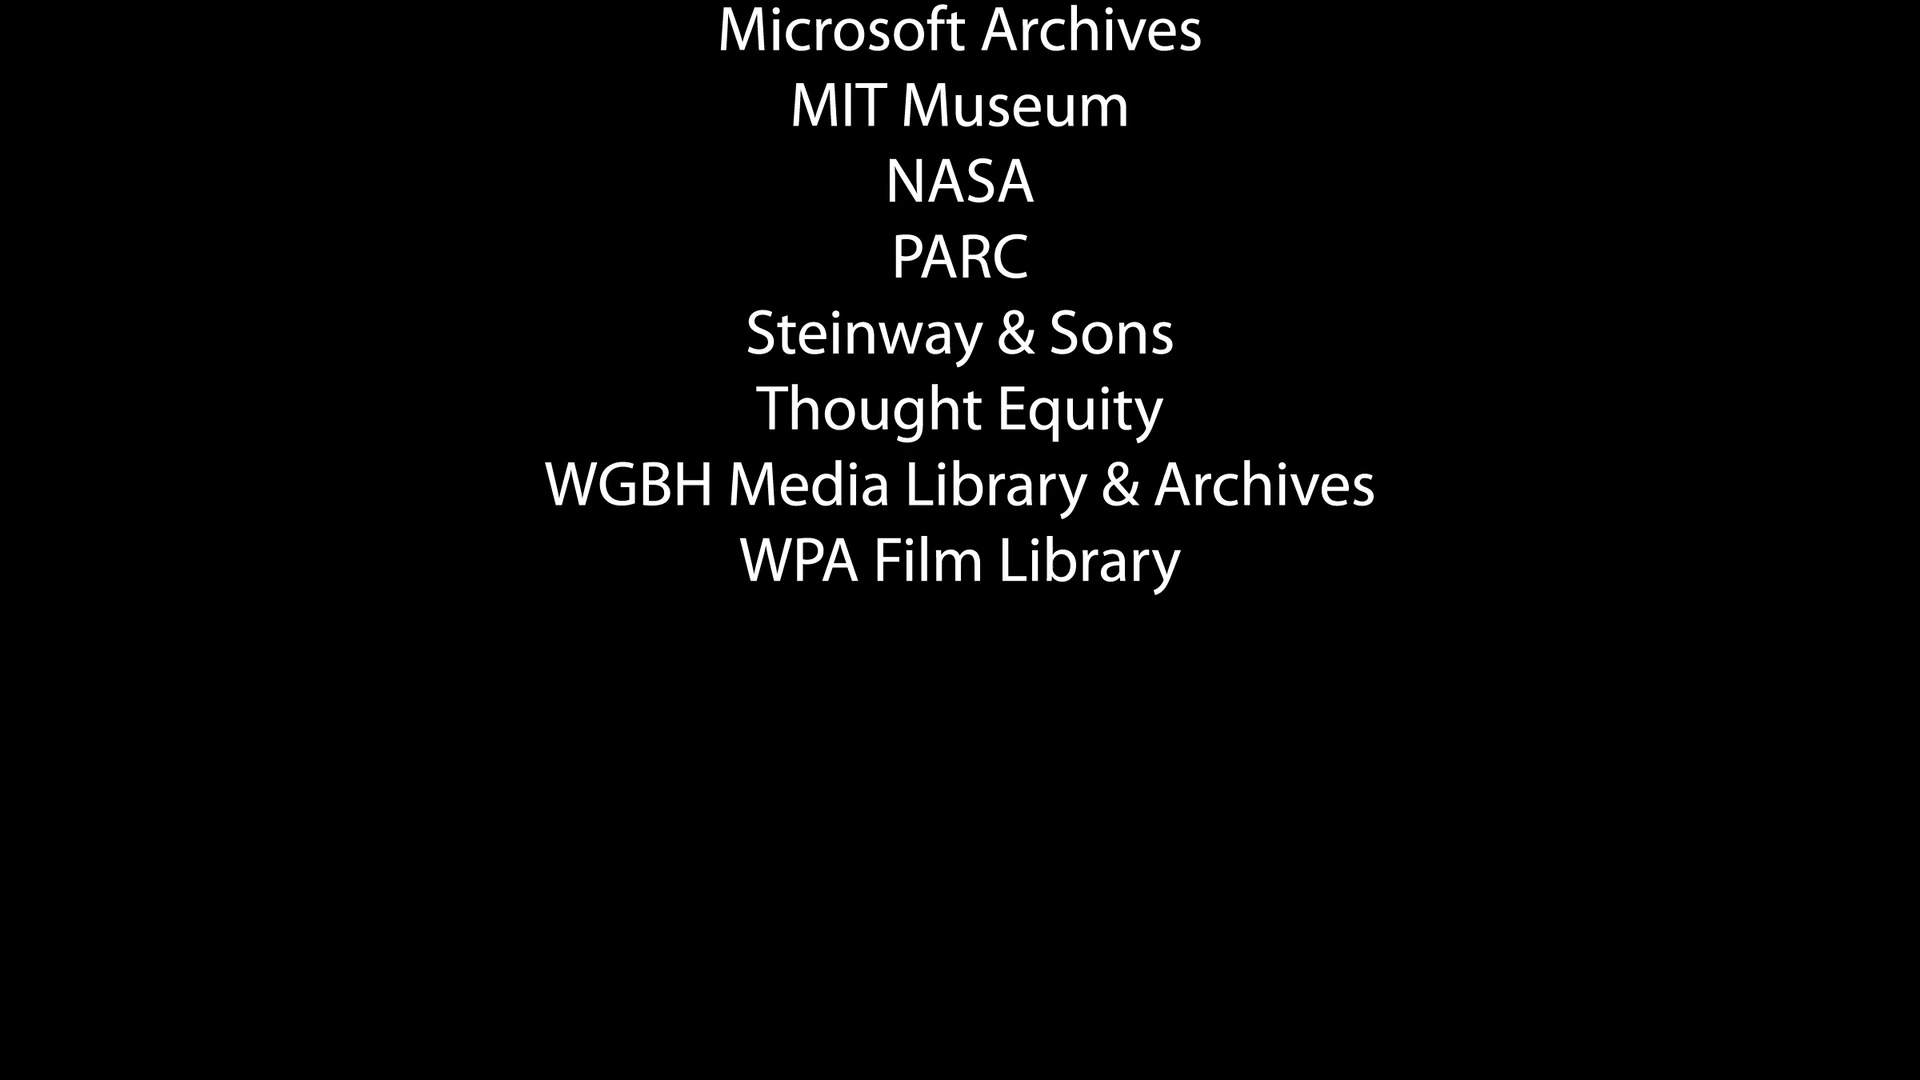 Microsoft Archives
MIT Museum
NASA
PARC
Steinway & Sons
Thought Equity
WGBH Media Library & Archives
WPA Film Library